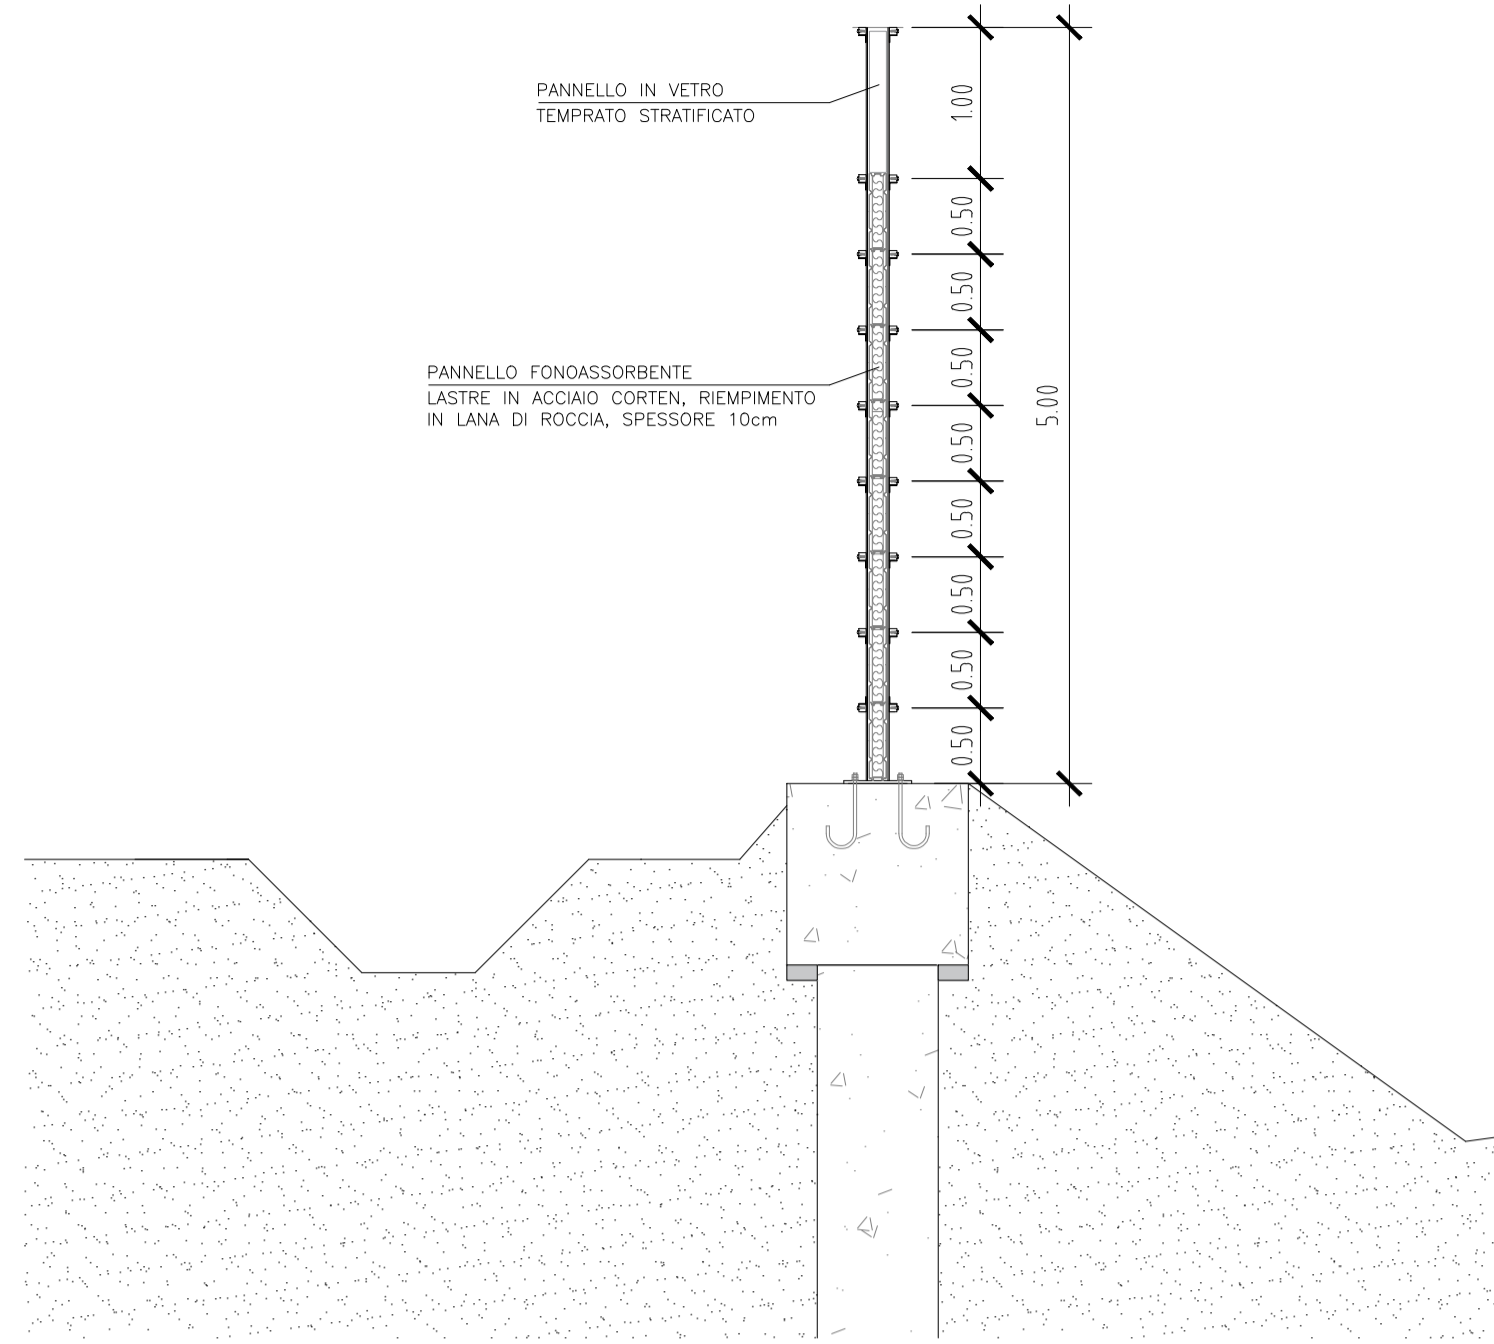 PANNELLO IN VETRO
TEMPRATO STRATIFICATO
1.00
0.50
0.50
0.50
PANNELLO FONOASSORBENTE
LASTRE IN ACCIAIO CORTEN, RIEMPIMENTO
IN LANA DI ROCCIA, SPESSORE 10cm
5.00
0.50
0.50
0.50
0.50
0.50